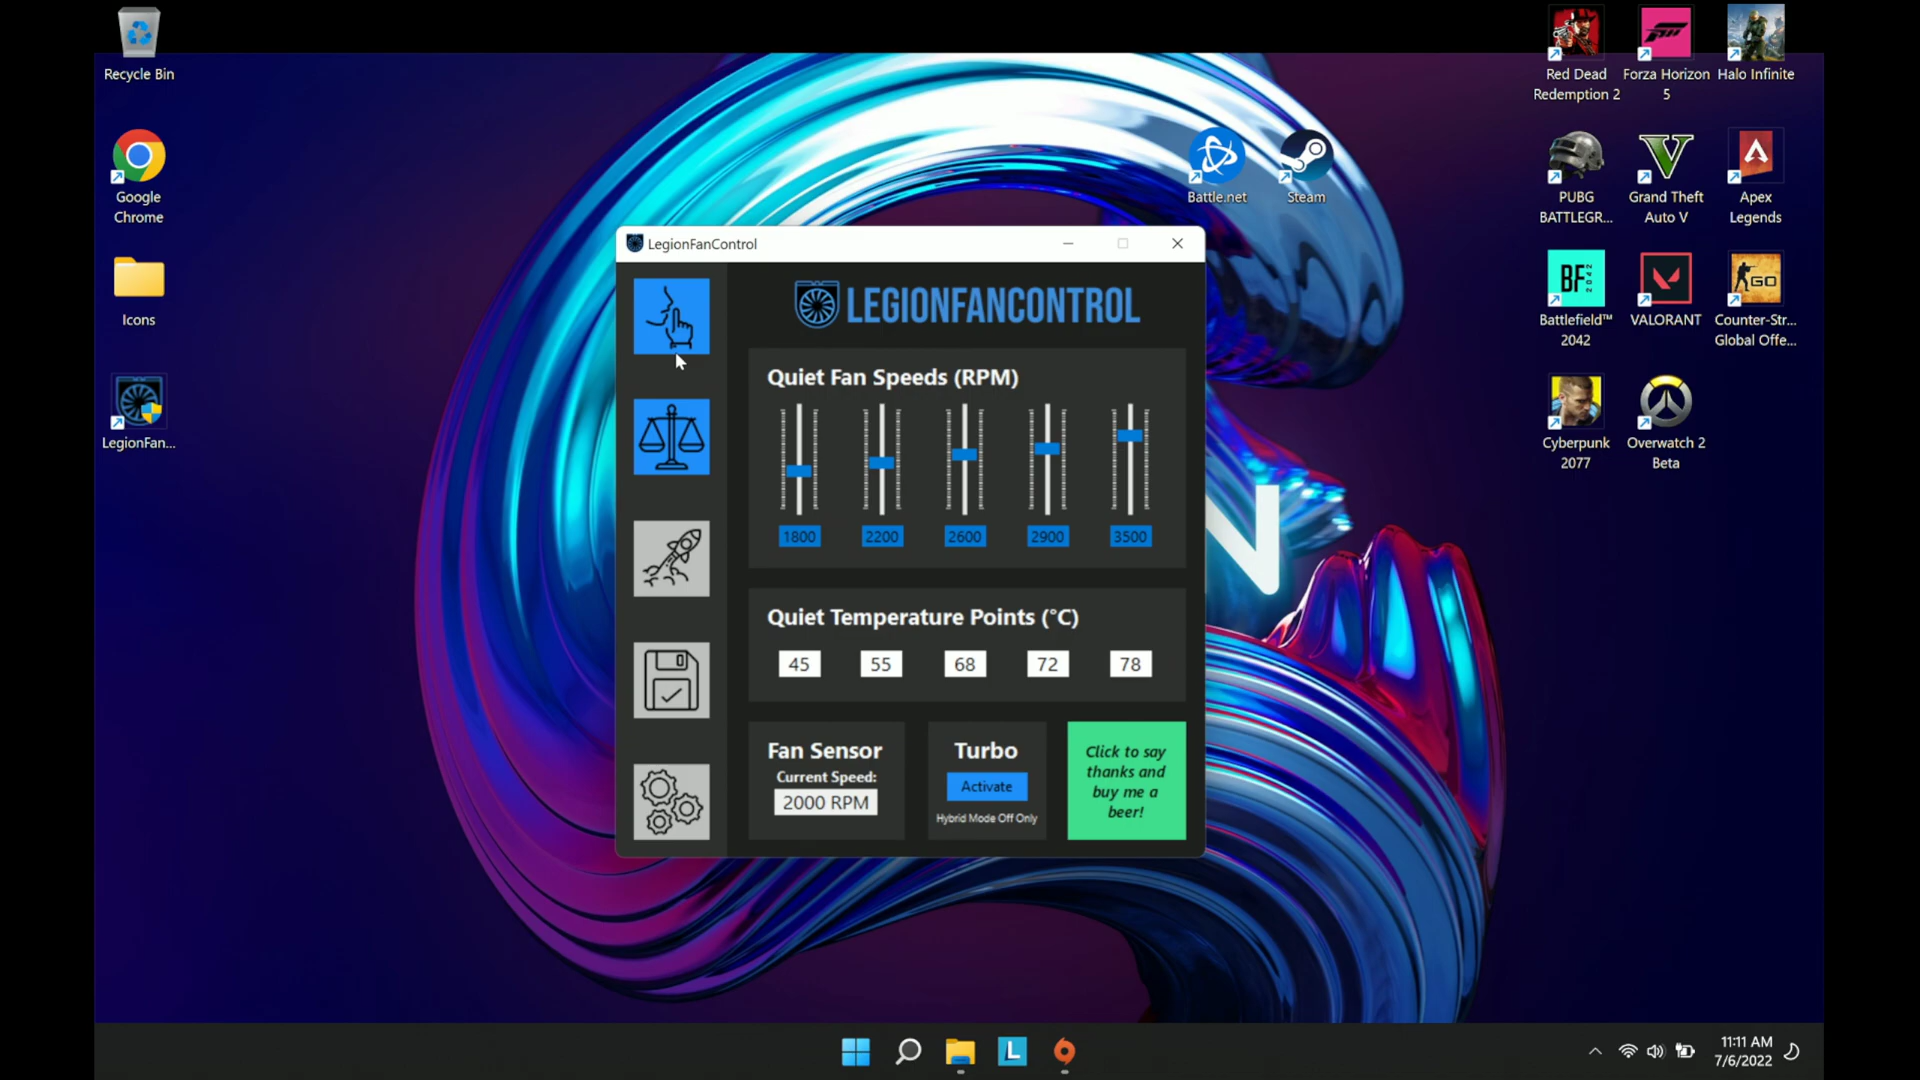 Recycle Bin
Google
Chrome
Icons
LegionFan...
Battle.net
Steam
Red Dead
Redemption 2
Forza Horizon
5
Halo Infinite
PUBG
BATTLEGR...
Grand Theft
Auto V
Apex
Legends
BF
2042
Battlefield™
2042
VALORANT
GO
Counter-Str...
Global Offe...
Cyberpunk
2077
Overwatch 2
Beta
N
LegionFanControl
LEGIONFANCONTROL
Quiet Fan Speeds (RPM)
1800 2200 2600 2900 3500
Quiet Temperature Points (°C)
45 55 68 72 78
Fan Sensor
Current Speed:
2000 RPM
Turbo
Activate
Hybrid Mode Off Only
Click to say
thanks and
buy me a
beer!
L
11:11 AM
7/6/2022